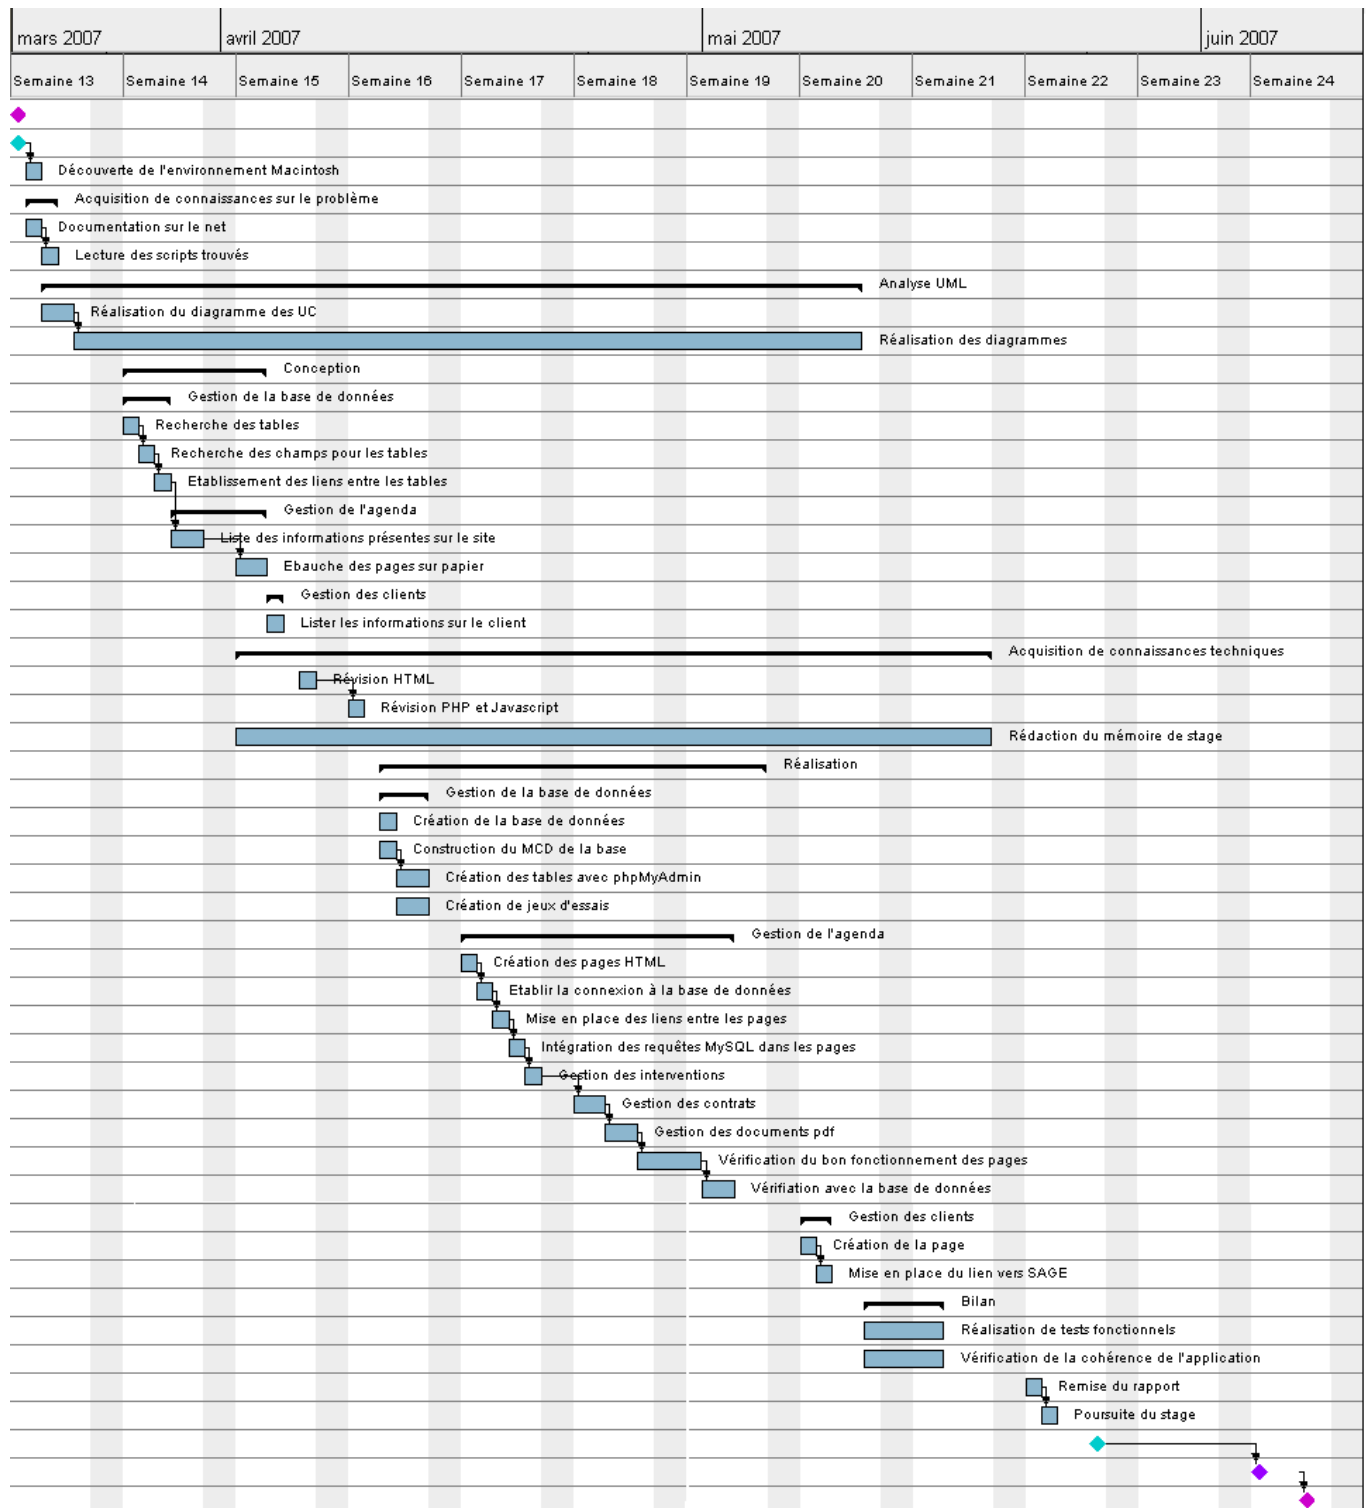 mars 2007 avril 2007 mai 2007 juin 2007
Semaine 13 Semaine 14 Semaine 15 Semaine 16 Semaine 17 Semaine 18 Semaine 19 Semaine 20 Semaine 21 Semaine 22 Semaine 23 Semaine 24
Découverte de l'environnement Macintosh
Acquisition de connaissances sur le problème
Documentation sur le net
Lecture des scripts trouvés
Analyse UML
Réalisation du diagramme des UC
Réalisation des diagrammes
Conception
Gestion de la base de données
Recherche des tables
Recherche des champs pour les tables
Etablissement des liens entre les tables
Gestion de l'agenda
Liste des informations présentes sur le site
Ebauche des pages sur papier
Gestion des clients
Lister les informations sur le client
Acquisition de connaissances techniques
Révision HTML
Révision PHP et Javascript
Rédaction du mémoire de stage
Réalisation
Gestion de la base de données
Création de la base de données
Construction du MCD de la base
Création des tables avec phpMyAdmin
Création de jeux d'essais
Gestion de l'agenda
Création des pages HTML
Etablir la connexion à la base de données
Mise en place des liens entre les pages
Intégration des requêtes MySQL dans les pages
Gestion des interventions
Gestion des contrats
Gestion des documents pdf
Vérification du bon fonctionnement des pages
Vérifiation avec la base de données
Gestion des clients
Création de la page
Mise en place du lien vers SAGE
Bilan
Réalisation de tests fonctionnels
Vérification de la cohérence de l'application
Remise du rapport
Poursuite du stage